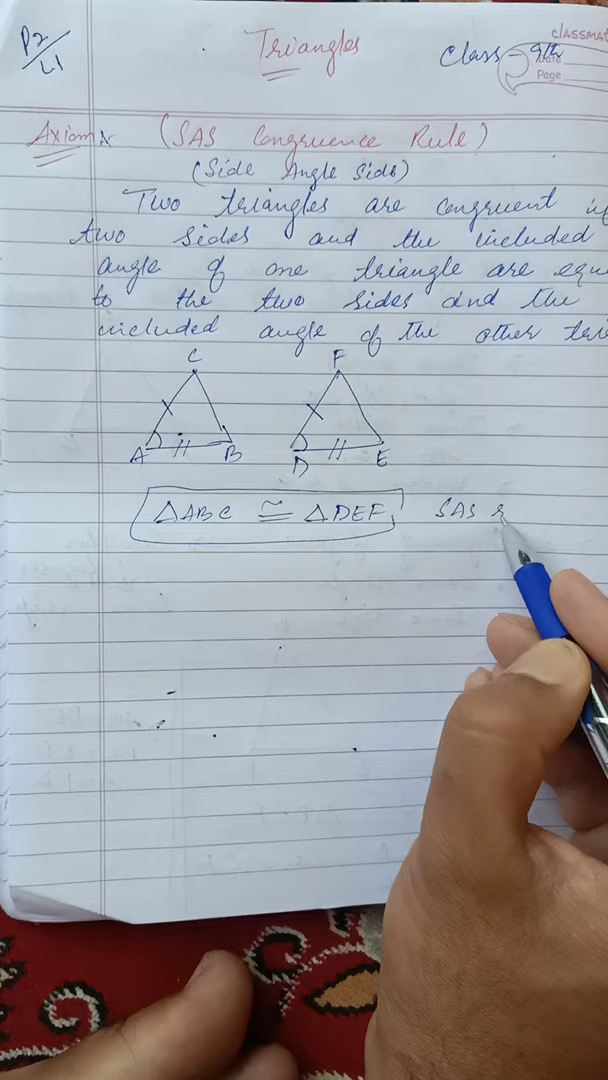 P2/L1
Triangles
Class - 9th
classmate
Date
Page
Axiom: (SAS Congruence Rule)
(Side Angle Side)
Two triangles are congruent if
two sides and the included
angle of one triangle are equ
to the two sides and the
included angle of the other tri
C F
A B D E
△ABC ≅ △DEF, SAS